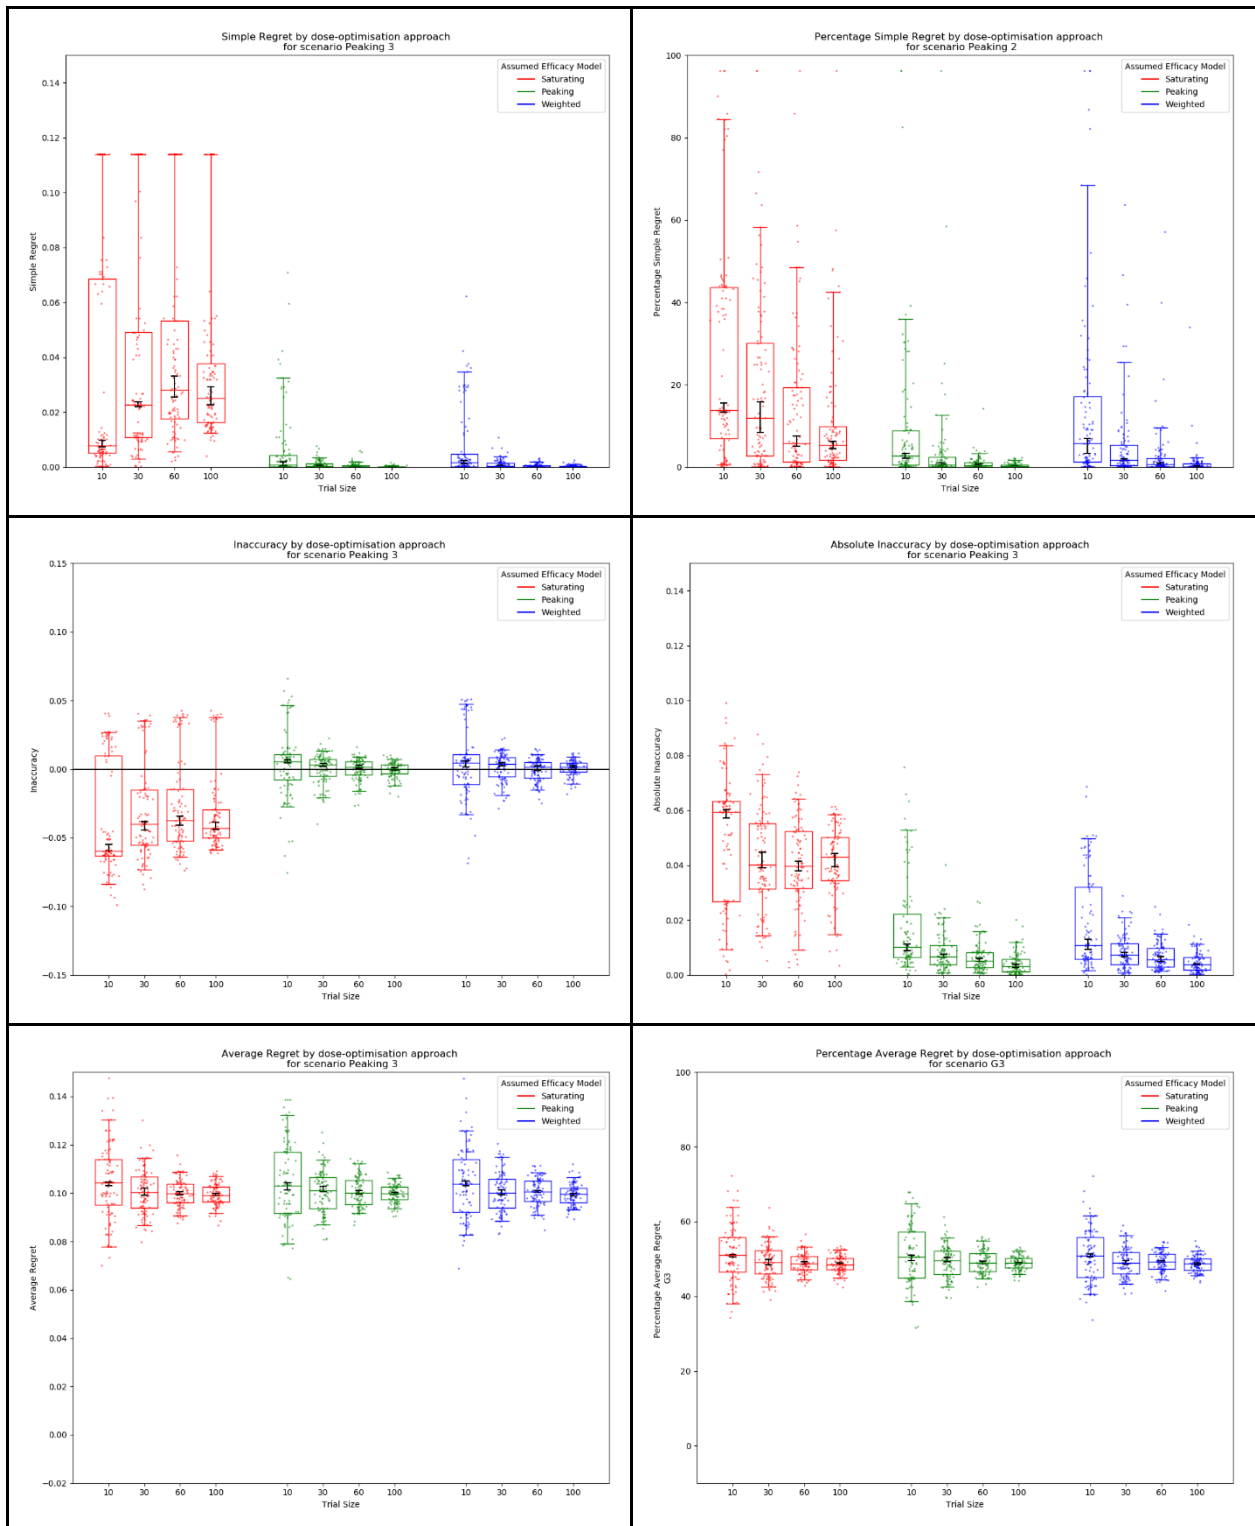 Simple Regret by dose-optimisation approach
for scenario Peaking 3
Assumed Efficacy Model
Saturating
Peaking
Weighted
0.14
0.12
0.10
0.08
0.06
0.04
0.02
0.00
Simple Regret
10 30 60 100 10 30 60 100 10 30 60 100
Trial Size
Percentage Simple Regret by dose-optimisation approach
for scenario Peaking 2
Assumed Efficacy Model
Saturating
Peaking
Weighted
100
80
60
40
20
0
Percentage Simple Regret
10 30 60 100 10 30 60 100 10 30 60 100
Trial Size
Inaccuracy by dose-optimisation approach
for scenario Peaking 3
Assumed Efficacy Model
Saturating
Peaking
Weighted
0.15
0.10
0.05
0.00
−0.05
−0.10
−0.15
Inaccuracy
10 30 60 100 10 30 60 100 10 30 60 100
Trial Size
Absolute Inaccuracy by dose-optimisation approach
for scenario Peaking 3
Assumed Efficacy Model
Saturating
Peaking
Weighted
0.14
0.12
0.10
0.08
0.06
0.04
0.02
0.00
Absolute Inaccuracy
10 30 60 100 10 30 60 100 10 30 60 100
Trial Size
Average Regret by dose-optimisation approach
for scenario Peaking 3
Assumed Efficacy Model
Saturating
Peaking
Weighted
0.14
0.12
0.10
0.08
0.06
0.04
0.02
0.00
−0.02
Average Regret
10 30 60 100 10 30 60 100 10 30 60 100
Trial Size
Percentage Average Regret by dose-optimisation approach
for scenario G3
Assumed Efficacy Model
Saturating
Peaking
Weighted
100
80
60
40
20
0
Percentage Average Regret,
G3
10 30 60 100 10 30 60 100 10 30 60 100
Trial Size